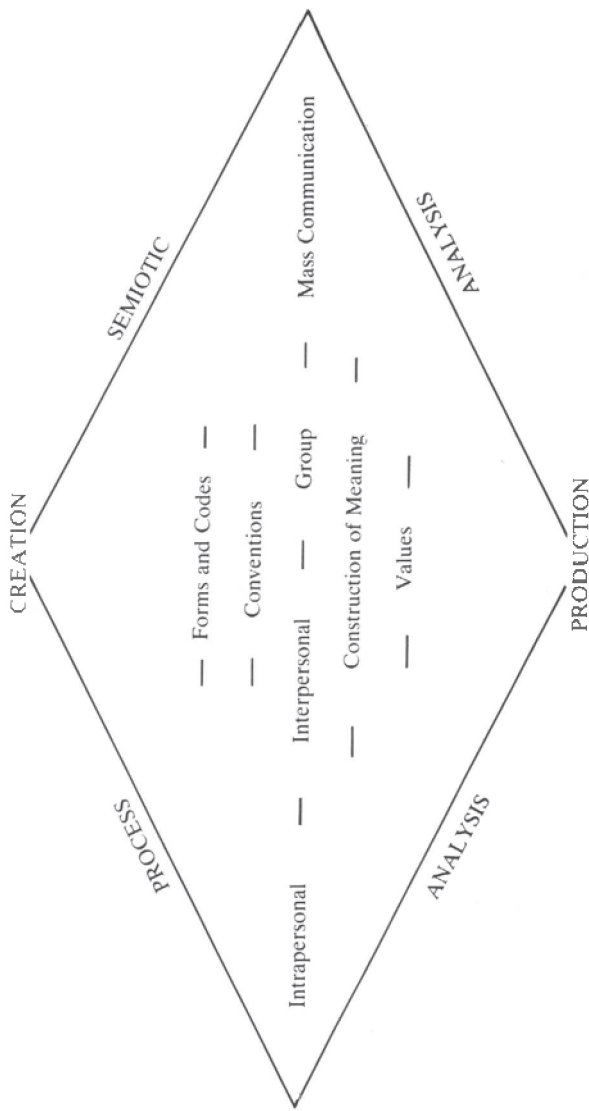 CREATION
PROCESS
SEMIOTIC
— Forms and Codes —
— Conventions —
Intrapersonal — Interpersonal — Group — Mass Communication
— Construction of Meaning —
— Values —
ANALYSIS
ANALYSIS
PRODUCTION